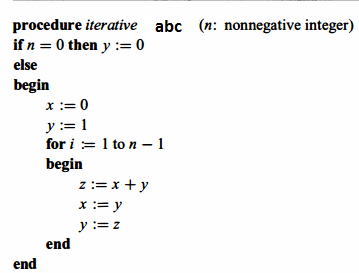 procedure iterative abc (n: nonnegative integer)
if n = 0 then y := 0
else
begin
x := 0
y := 1
for i := 1 to n − 1
begin
z := x + y
x := y
y := z
end
end